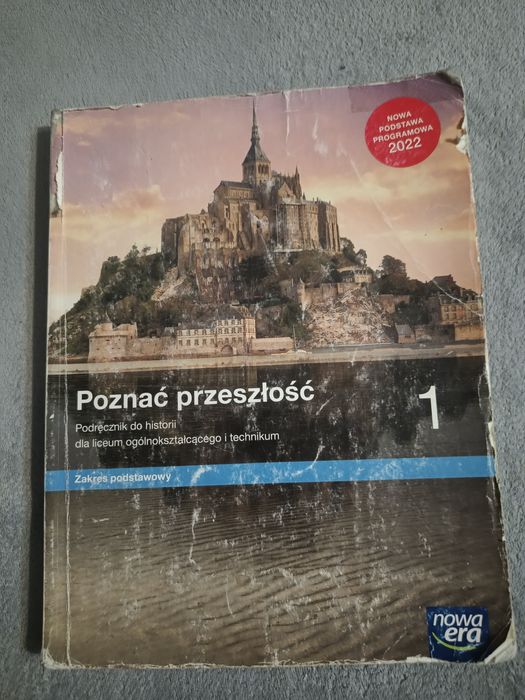 NOWA
PODSTAWA
PROGRAMOWA
2022
Poznać przeszłość
1
Podręcznik do historii
dla liceum ogólnokształcącego i technikum
Zakres podstawowy
nowa
era